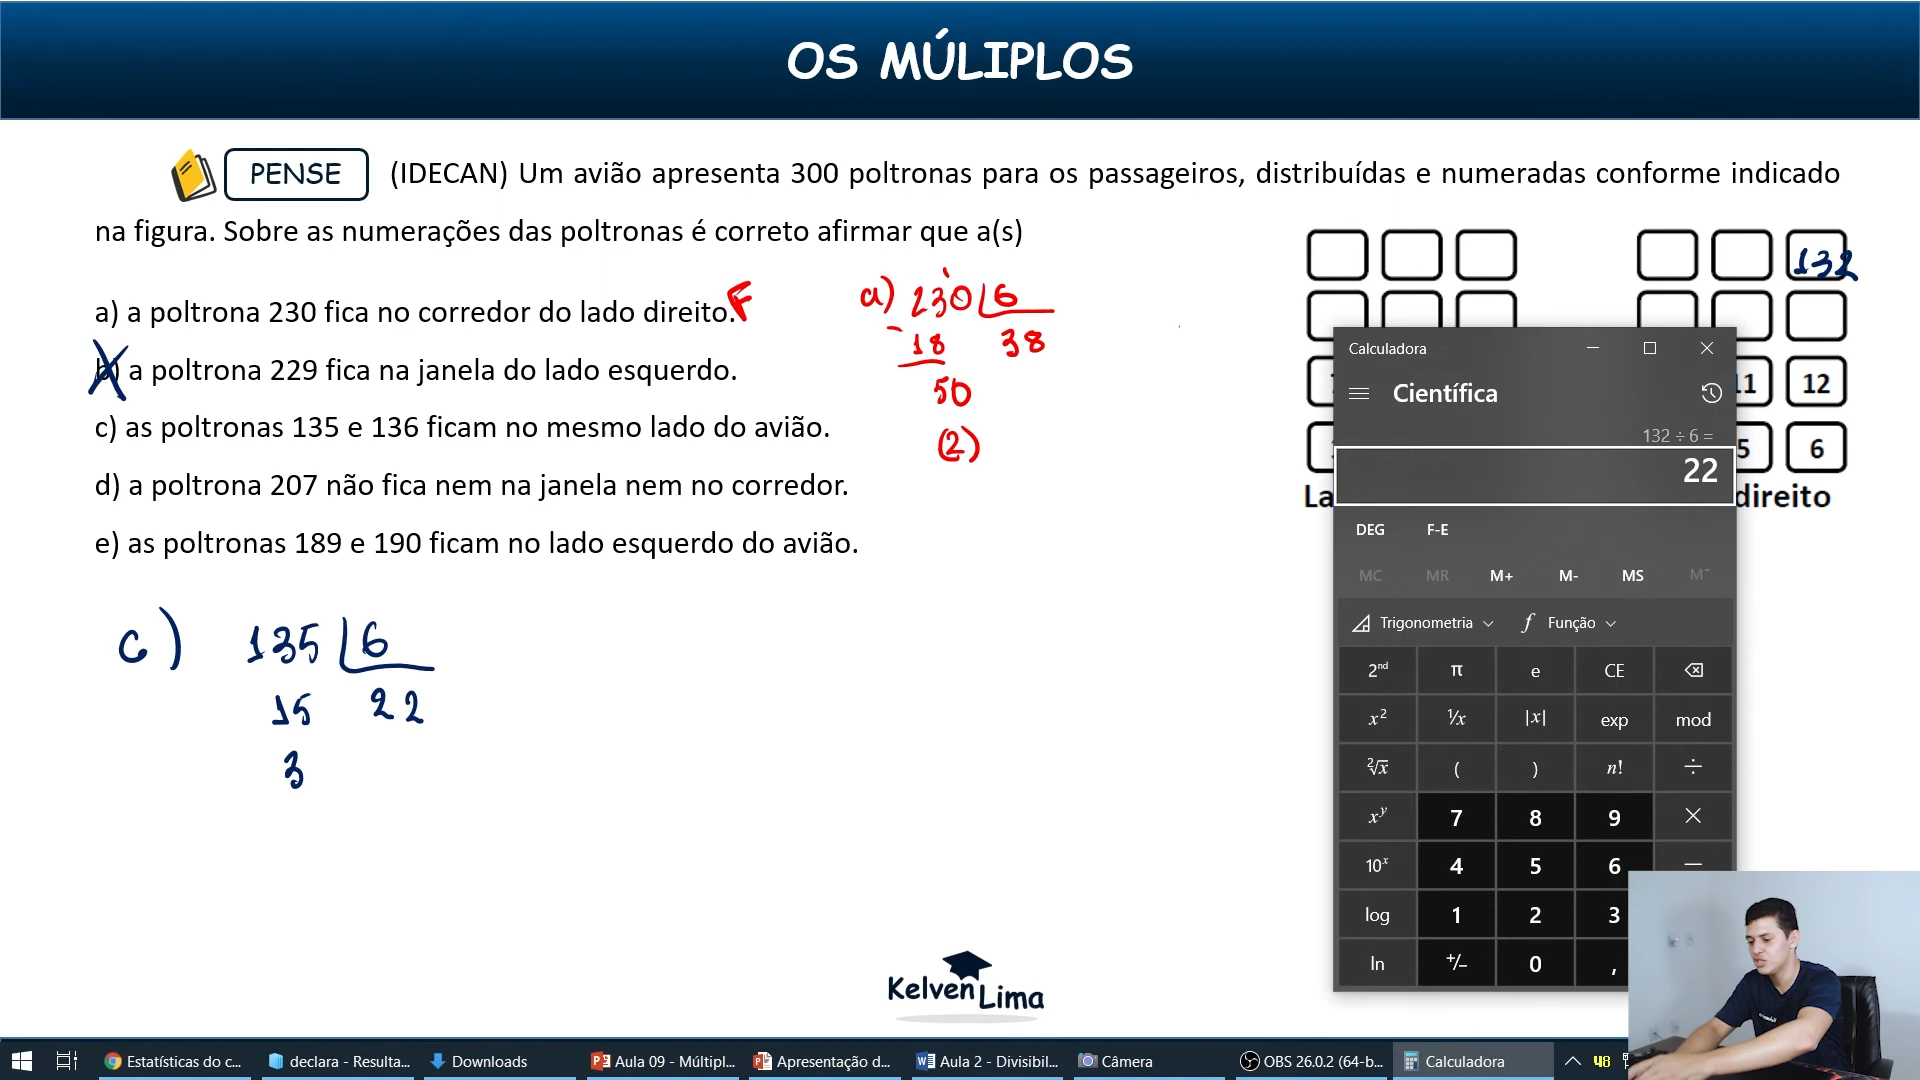 OS MÚLIPLOS
PENSE (IDECAN) Um avião apresenta 300 poltronas para os passageiros, distribuídas e numeradas conforme indicado
na figura. Sobre as numerações das poltronas é correto afirmar que a(s)
a) a poltrona 230 fica no corredor do lado direito. F
b) a poltrona 229 fica na janela do lado esquerdo.
c) as poltronas 135 e 136 ficam no mesmo lado do avião.
d) a poltrona 207 não fica nem na janela nem no corredor.
e) as poltronas 189 e 190 ficam no lado esquerdo do avião.
a) 230 6
18 38
50
(2)
c) 135 6
15 22
3
132
11 12
5 6
La direito
Calculadora
Científica
132 ÷ 6 =
22
DEG F-E
MC MR M+ M- MS M˅
Trigonometria f Função
2nd π e CE
x² ¹/x |x| exp mod
²√x ( ) n! ÷
xʸ 7 8 9 ×
10ˣ 4 5 6 −
log 1 2 3
ln +/− 0 ,
Kelven Lima
Estatísticas do c... declara - Resulta... Downloads Aula 09 - Múltipl... Apresentação d... Aula 2 - Divisibil... Câmera OBS 26.0.2 (64-b... Calculadora 48